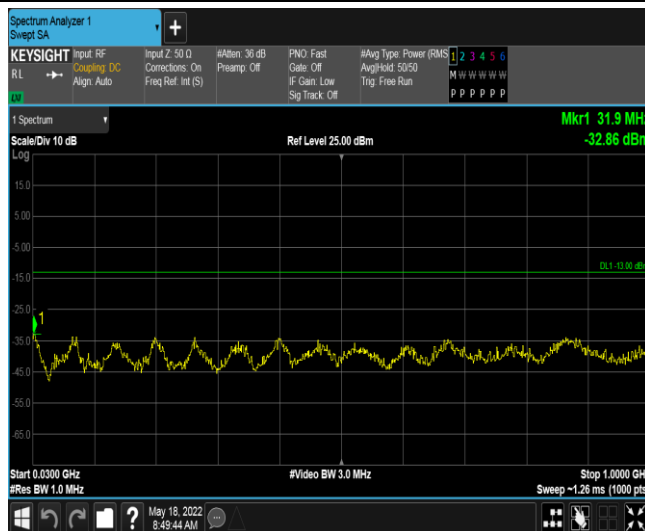 Spectrum Analyzer 1
Swept SA
+
KEYSIGHT
RL
LXI
Input: RF
Coupling: DC
Align: Auto
Input Z: 50 Ω
Corrections: On
Freq Ref: Int (S)
#Atten: 36 dB
Preamp: Off
PNO: Fast
Gate: Off
IF Gain: Low
Sig Track: Off
#Avg Type: Power (RMS
Avg|Hold: 50/50
Trig: Free Run
1 2 3 4 5 6
M W W W W W
P P P P P P
1 Spectrum
Scale/Div 10 dB
Log
Ref Level 25.00 dBm
Mkr1 31.9 MHz
-32.86 dBm
15.0
5.00
-5.00
-15.0
-25.0
-35.0
-45.0
-55.0
-65.0
DL1 -13.00 dBm
1
Start 0.0300 GHz
#Res BW 1.0 MHz
#Video BW 3.0 MHz
Stop 1.0000 GH
Sweep ~1.26 ms (1000 pts
?
May 18, 2022
8:49:44 AM